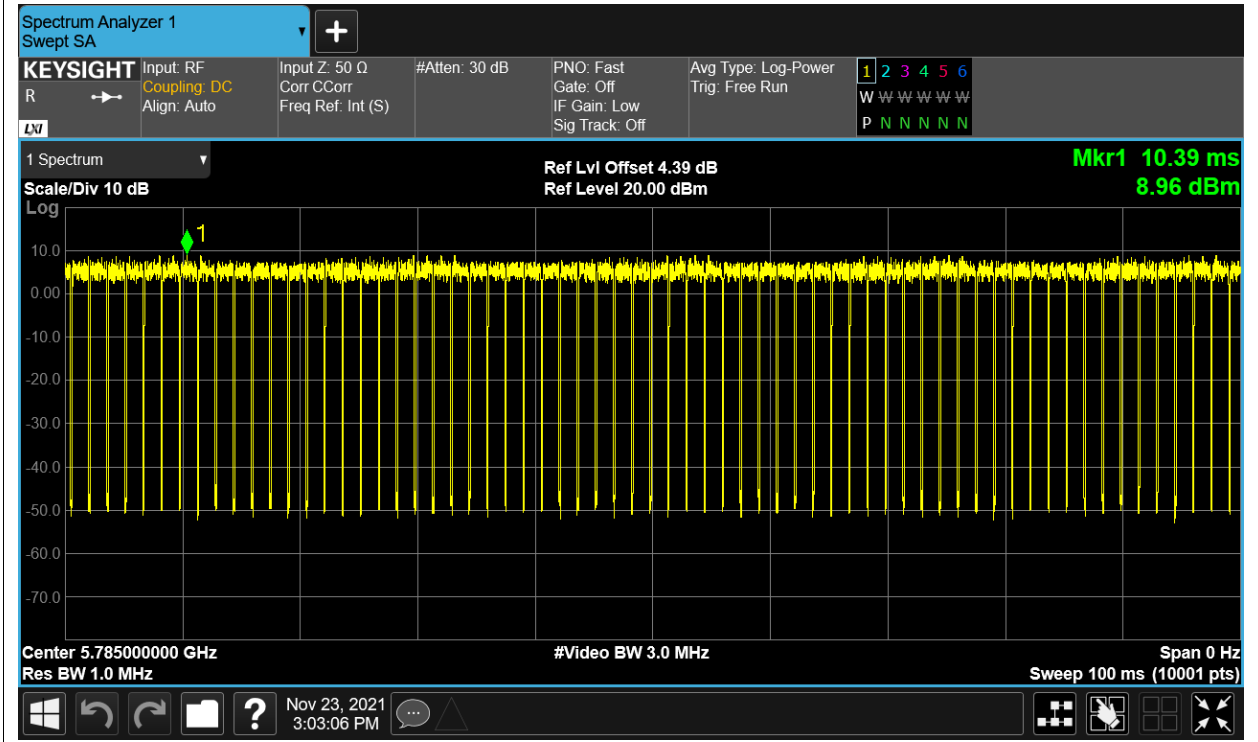 Spectrum Analyzer 1
Swept SA
KEYSIGHT
R
LXI
Input: RF
Coupling: DC
Align: Auto
Input Z: 50 Ω
Corr CCorr
Freq Ref: Int (S)
#Atten: 30 dB
PNO: Fast
Gate: Off
IF Gain: Low
Sig Track: Off
Avg Type: Log-Power
Trig: Free Run
1 2 3 4 5 6
W W W W W W
P N N N N N
1 Spectrum
Scale/Div 10 dB
Ref Lvl Offset 4.39 dB
Ref Level 20.00 dBm
Mkr1 10.39 ms
8.96 dBm
Log
1
10.0
0.00
-10.0
-20.0
-30.0
-40.0
-50.0
-60.0
-70.0
Center 5.785000000 GHz
#Video BW 3.0 MHz
Span 0 Hz
Res BW 1.0 MHz
Sweep 100 ms (10001 pts)
?
Nov 23, 2021
3:03:06 PM